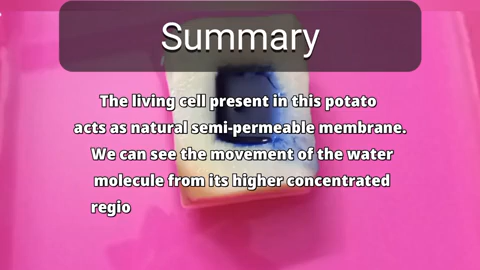 Summary
The living cell present in this potato
acts as natural semi-permeable membrane.
We can see the movement of the water
molecule from its higher concentrated
regio